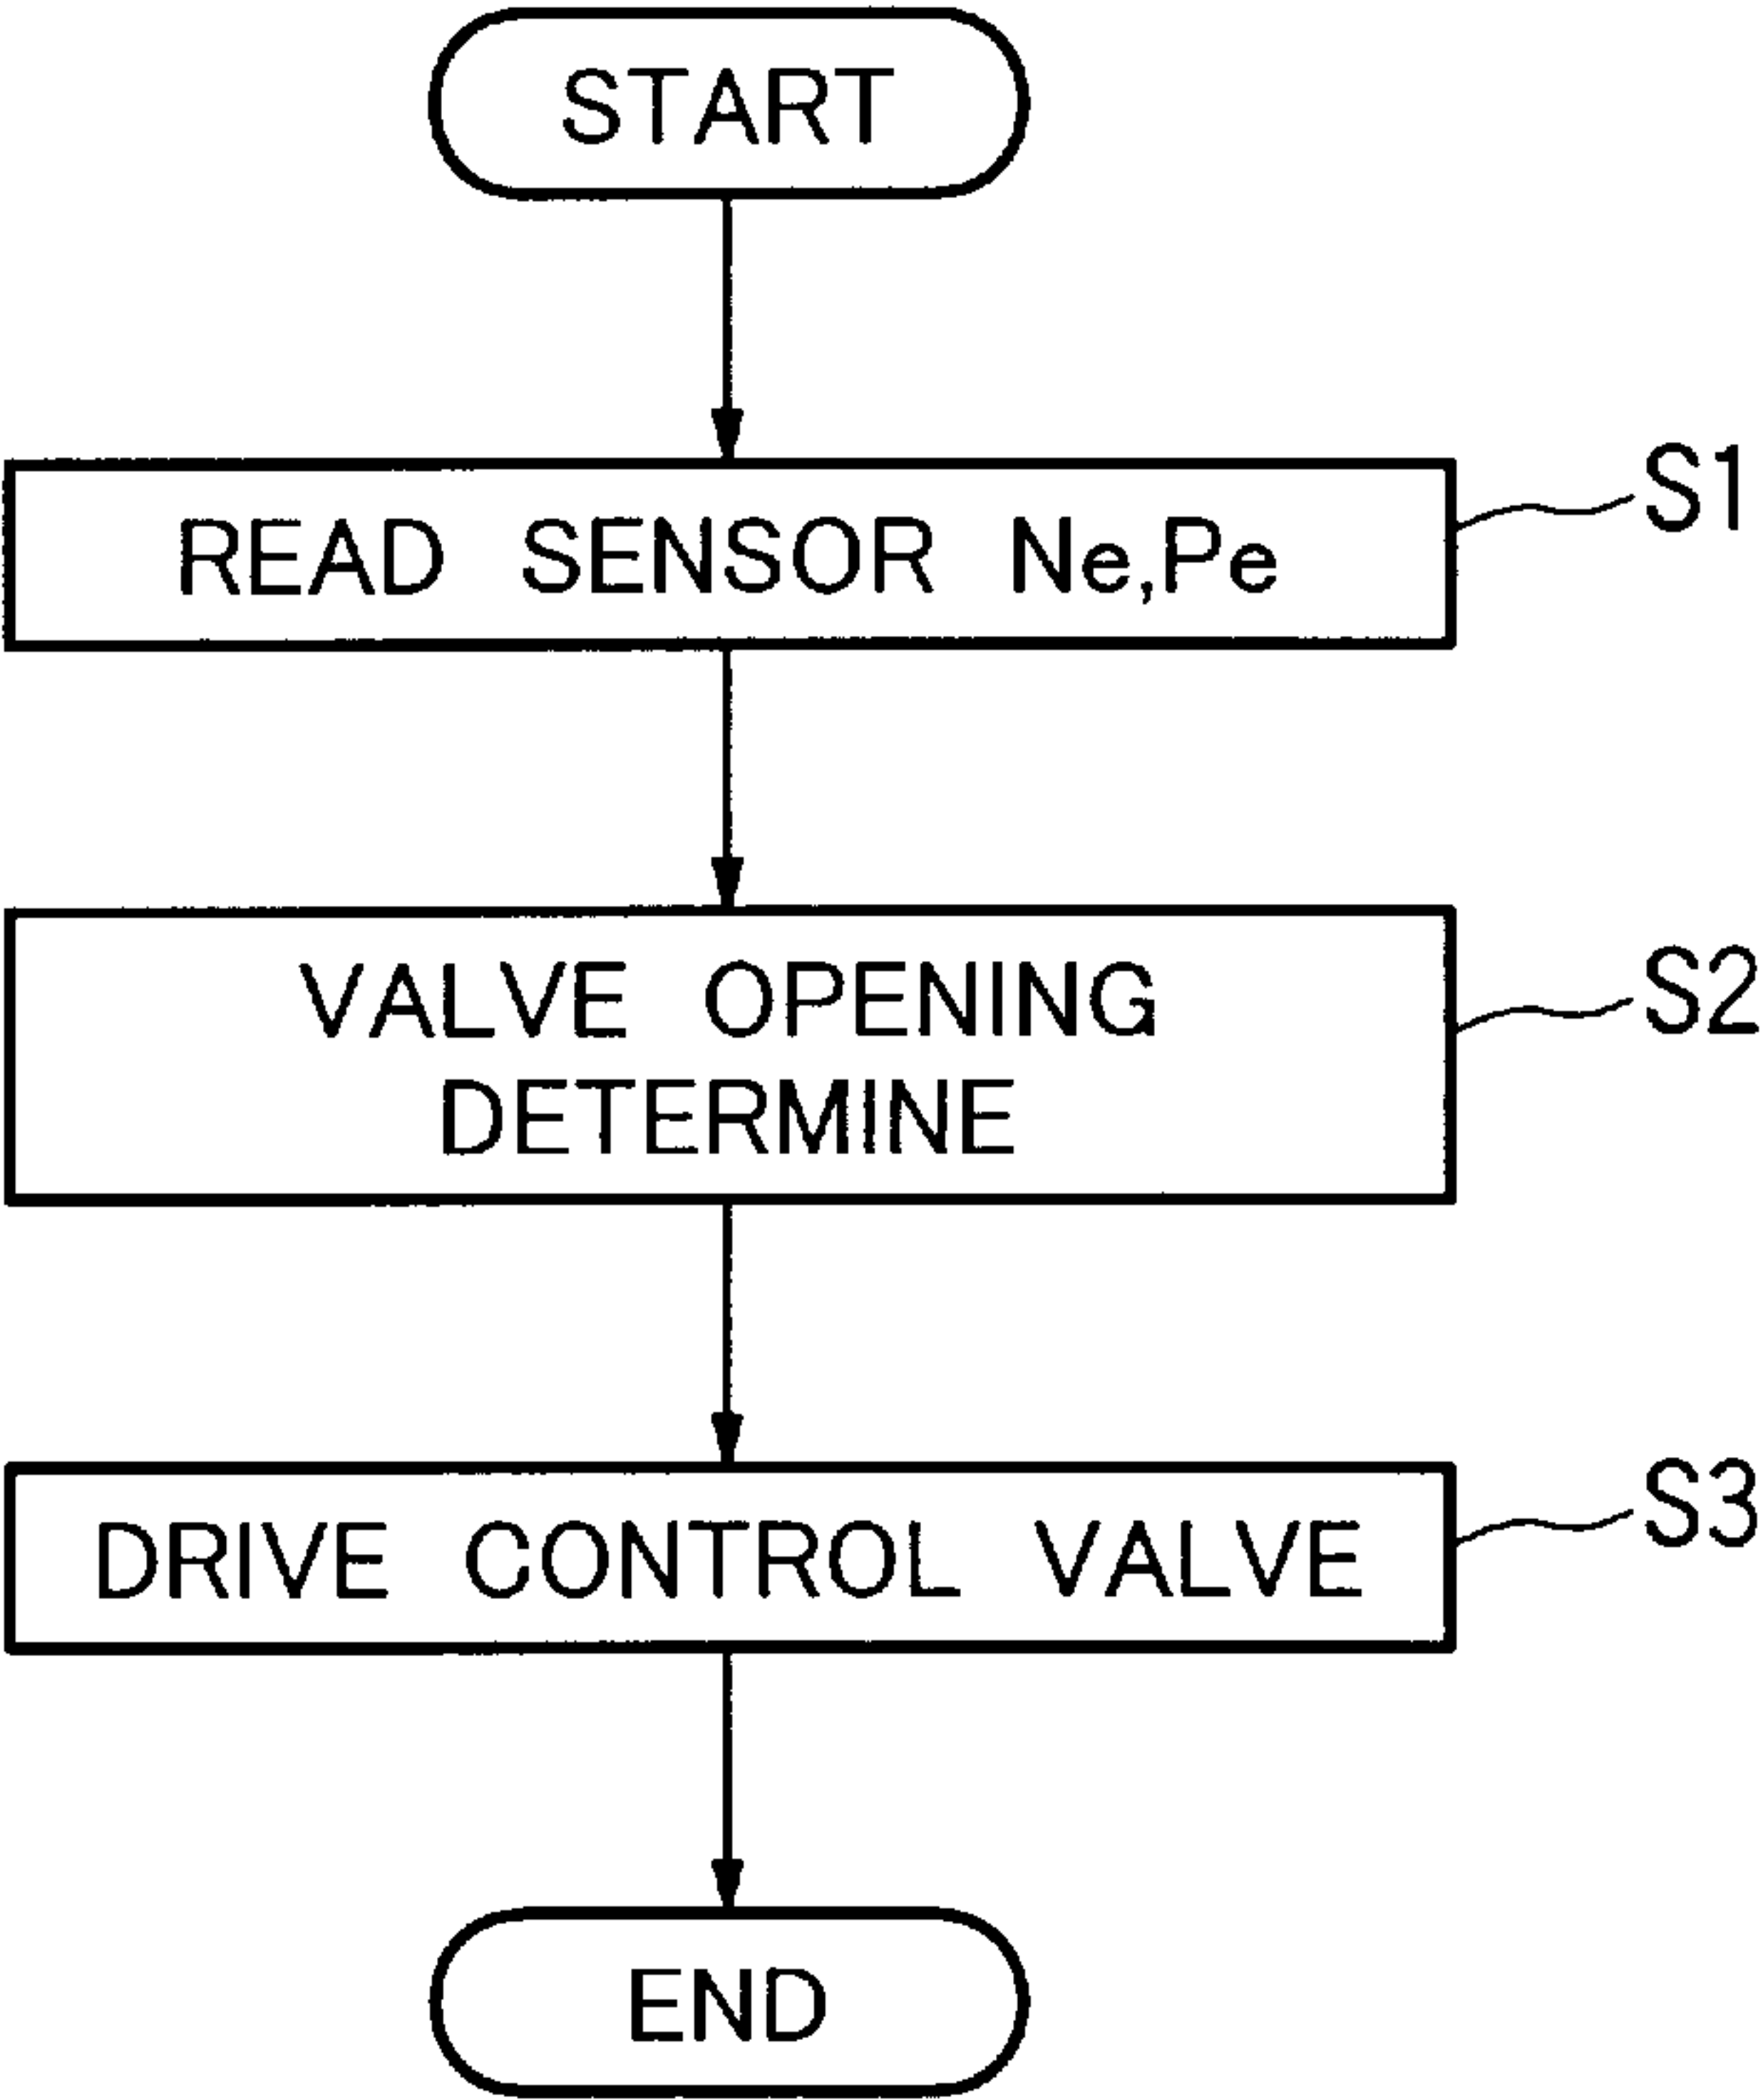 START
READ SENSOR Ne,Pe
S1
VALVE OPENING
DETERMINE
S2
DRIVE CONTROL VALVE
S3
END